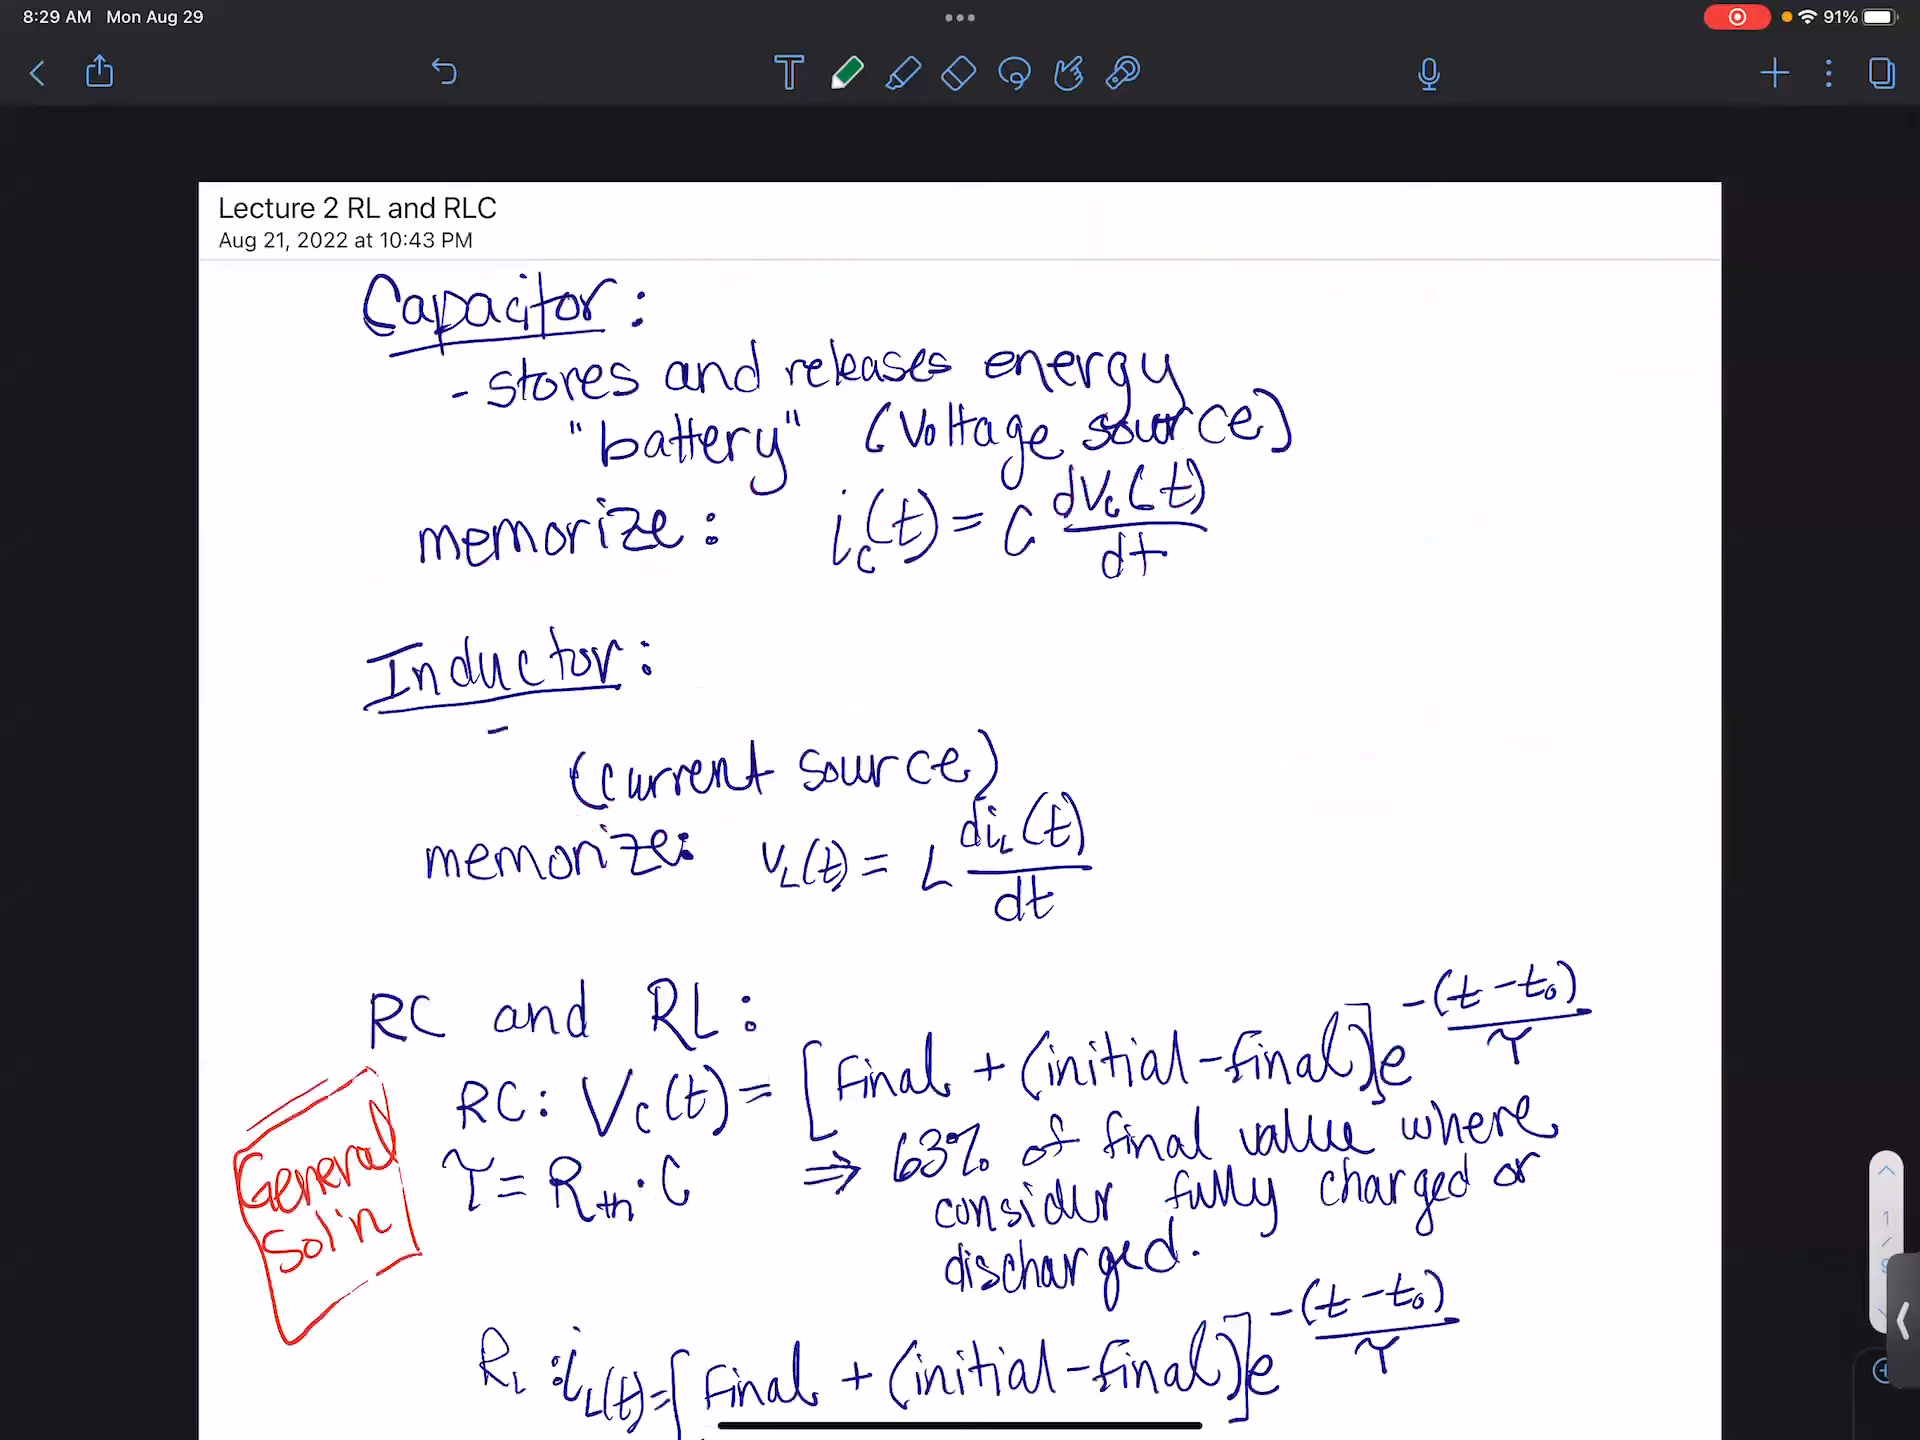 8:29 AM Mon Aug 29
91%
Lecture 2 RL and RLC
Aug 21, 2022 at 10:43 PM
Capacitor:
- stores and releases energy
"battery" (Voltage source)
memorize: i_c(t) = C dV_c(t)/dt
Inductor:
-
(current source)
memorize: V_L(t) = L di_L(t)/dt
RC and RL:
RC: V_c(t) = [Final + (initial-final)]e^(-(t-t₀)/τ)
τ = R_th · C ⇒ 63% of final value where
consider fully charged or
discharged.
General
Sol'n
RL: i_L(t) = [Final + (initial-final)]e^(-(t-t₀)/τ)
1
/
9